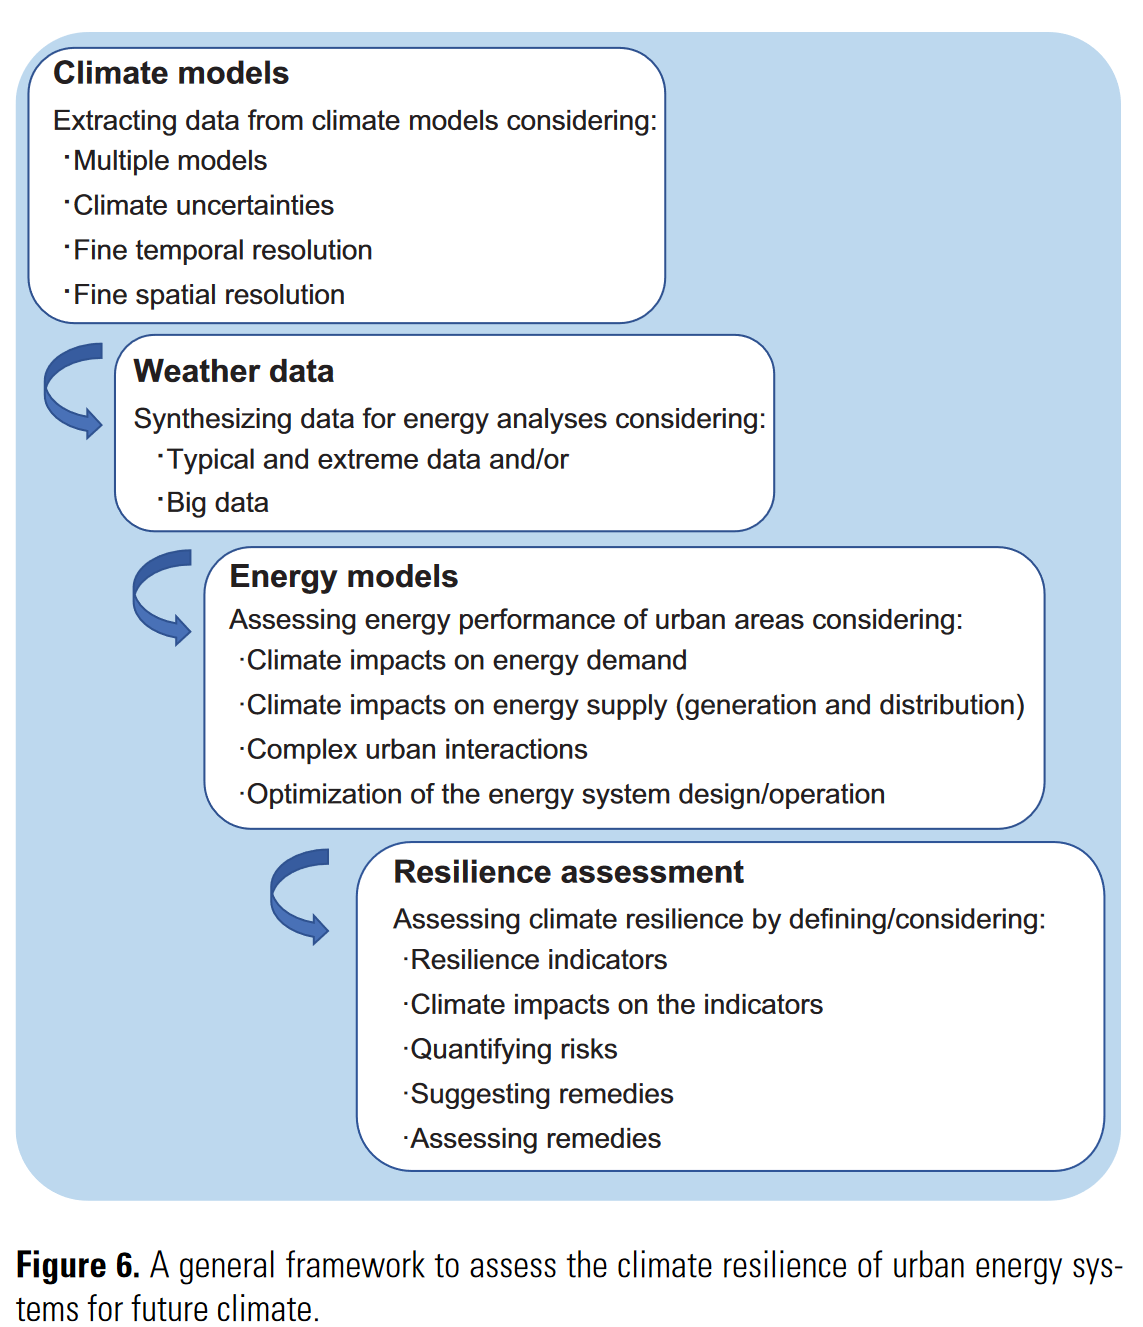 Climate models
Extracting data from climate models considering:
·Multiple models
·Climate uncertainties
·Fine temporal resolution
·Fine spatial resolution
Weather data
Synthesizing data for energy analyses considering:
·Typical and extreme data and/or
·Big data
Energy models
Assessing energy performance of urban areas considering:
·Climate impacts on energy demand
·Climate impacts on energy supply (generation and distribution)
·Complex urban interactions
·Optimization of the energy system design/operation
Resilience assessment
Assessing climate resilience by defining/considering:
·Resilience indicators
·Climate impacts on the indicators
·Quantifying risks
·Suggesting remedies
·Assessing remedies
Figure 6. A general framework to assess the climate resilience of urban energy sys-
tems for future climate.